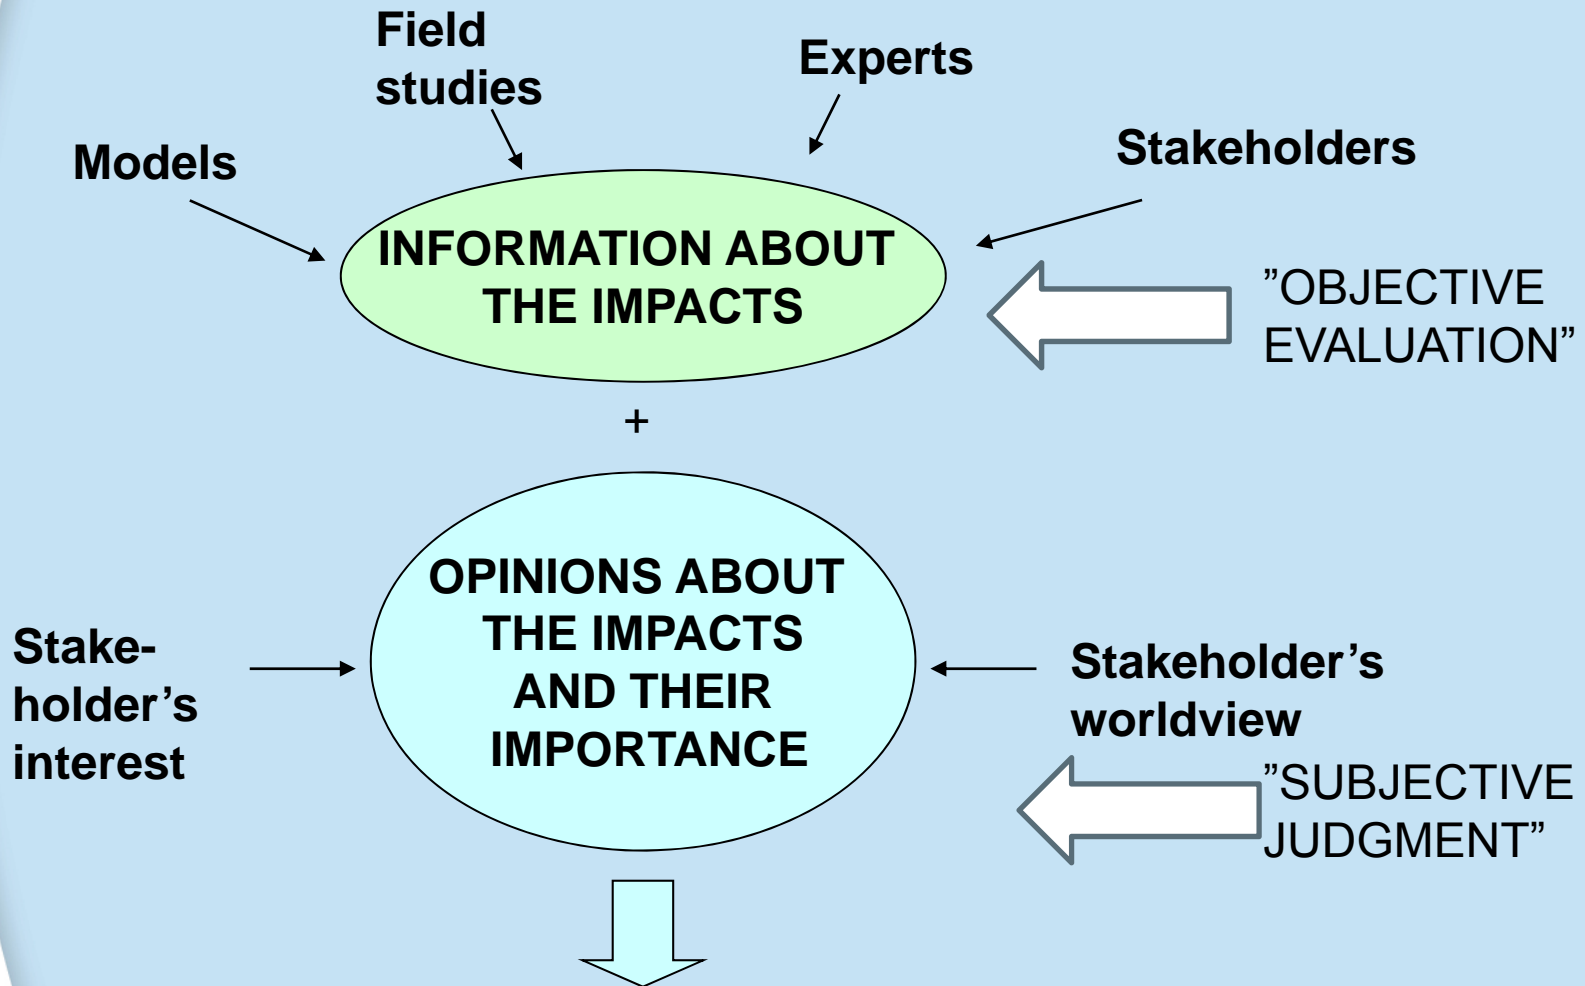 Field
studies
Experts
Models
Stakeholders
INFORMATION ABOUT
THE IMPACTS
”OBJECTIVE
EVALUATION”
+
OPINIONS ABOUT
THE IMPACTS
AND THEIR
IMPORTANCE
Stake-
holder’s
interest
Stakeholder’s
worldview
”SUBJECTIVE
JUDGMENT”